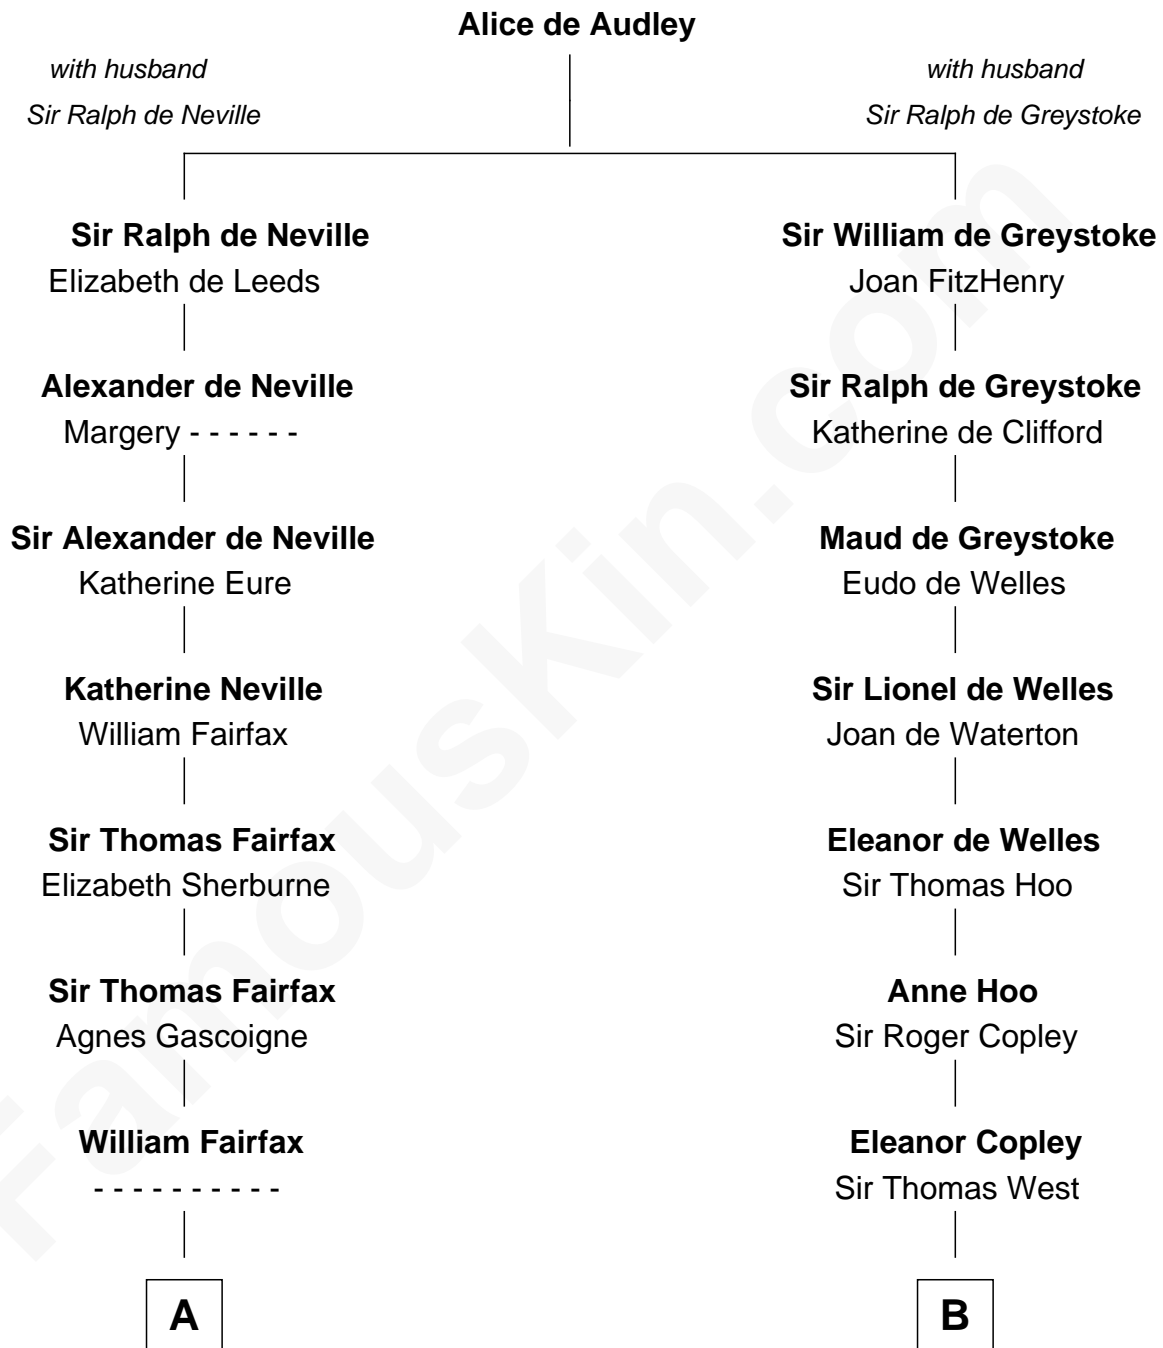 Alice de Audley
with husband
Sir Ralph de Neville
with husband
Sir Ralph de Greystoke
Sir Ralph de Neville
Elizabeth de Leeds
Sir William de Greystoke
Joan FitzHenry
Alexander de Neville
Margery - - - - - -
Sir Ralph de Greystoke
Katherine de Clifford
Sir Alexander de Neville
Katherine Eure
Maud de Greystoke
Eudo de Welles
Katherine Neville
William Fairfax
Sir Lionel de Welles
Joan de Waterton
Sir Thomas Fairfax
Elizabeth Sherburne
Eleanor de Welles
Sir Thomas Hoo
Sir Thomas Fairfax
Agnes Gascoigne
Anne Hoo
Sir Roger Copley
William Fairfax
- - - - - - - - - -
Eleanor Copley
Sir Thomas West
A
B
FamousKin.com